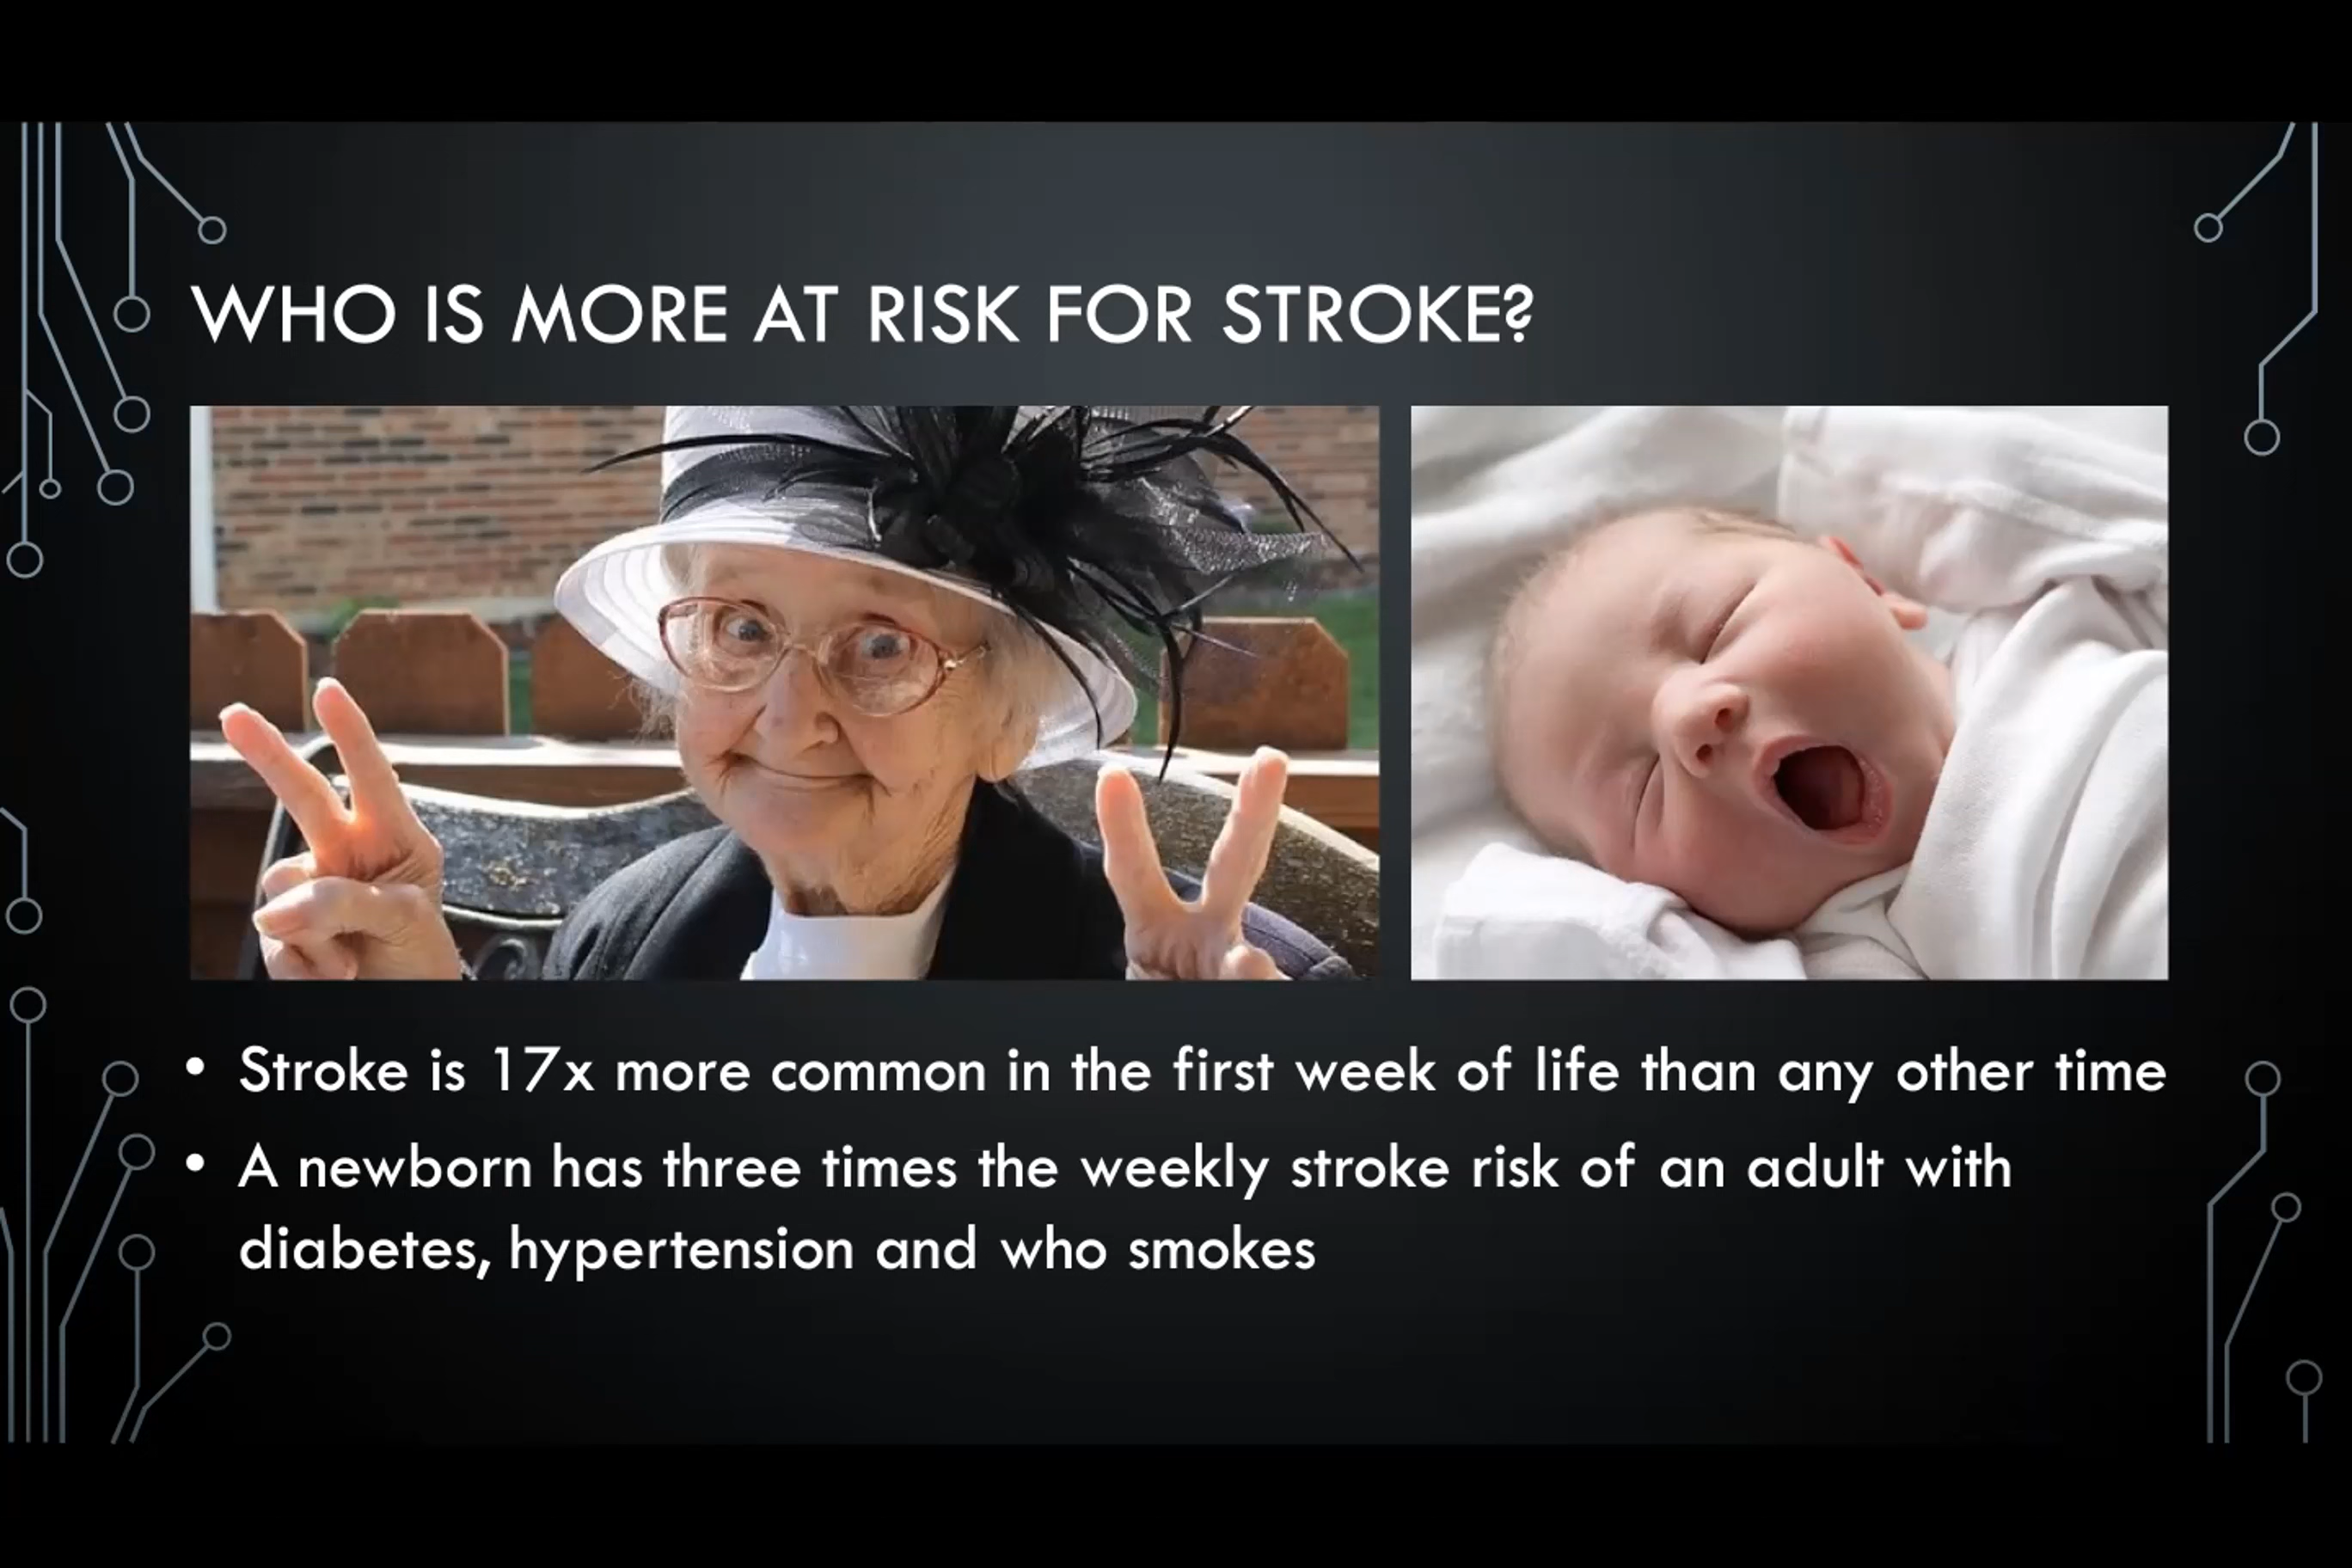 WHO IS MORE AT RISK FOR STROKE?
• Stroke is 17x more common in the first week of life than any other time
• A newborn has three times the weekly stroke risk of an adult with
diabetes, hypertension and who smokes